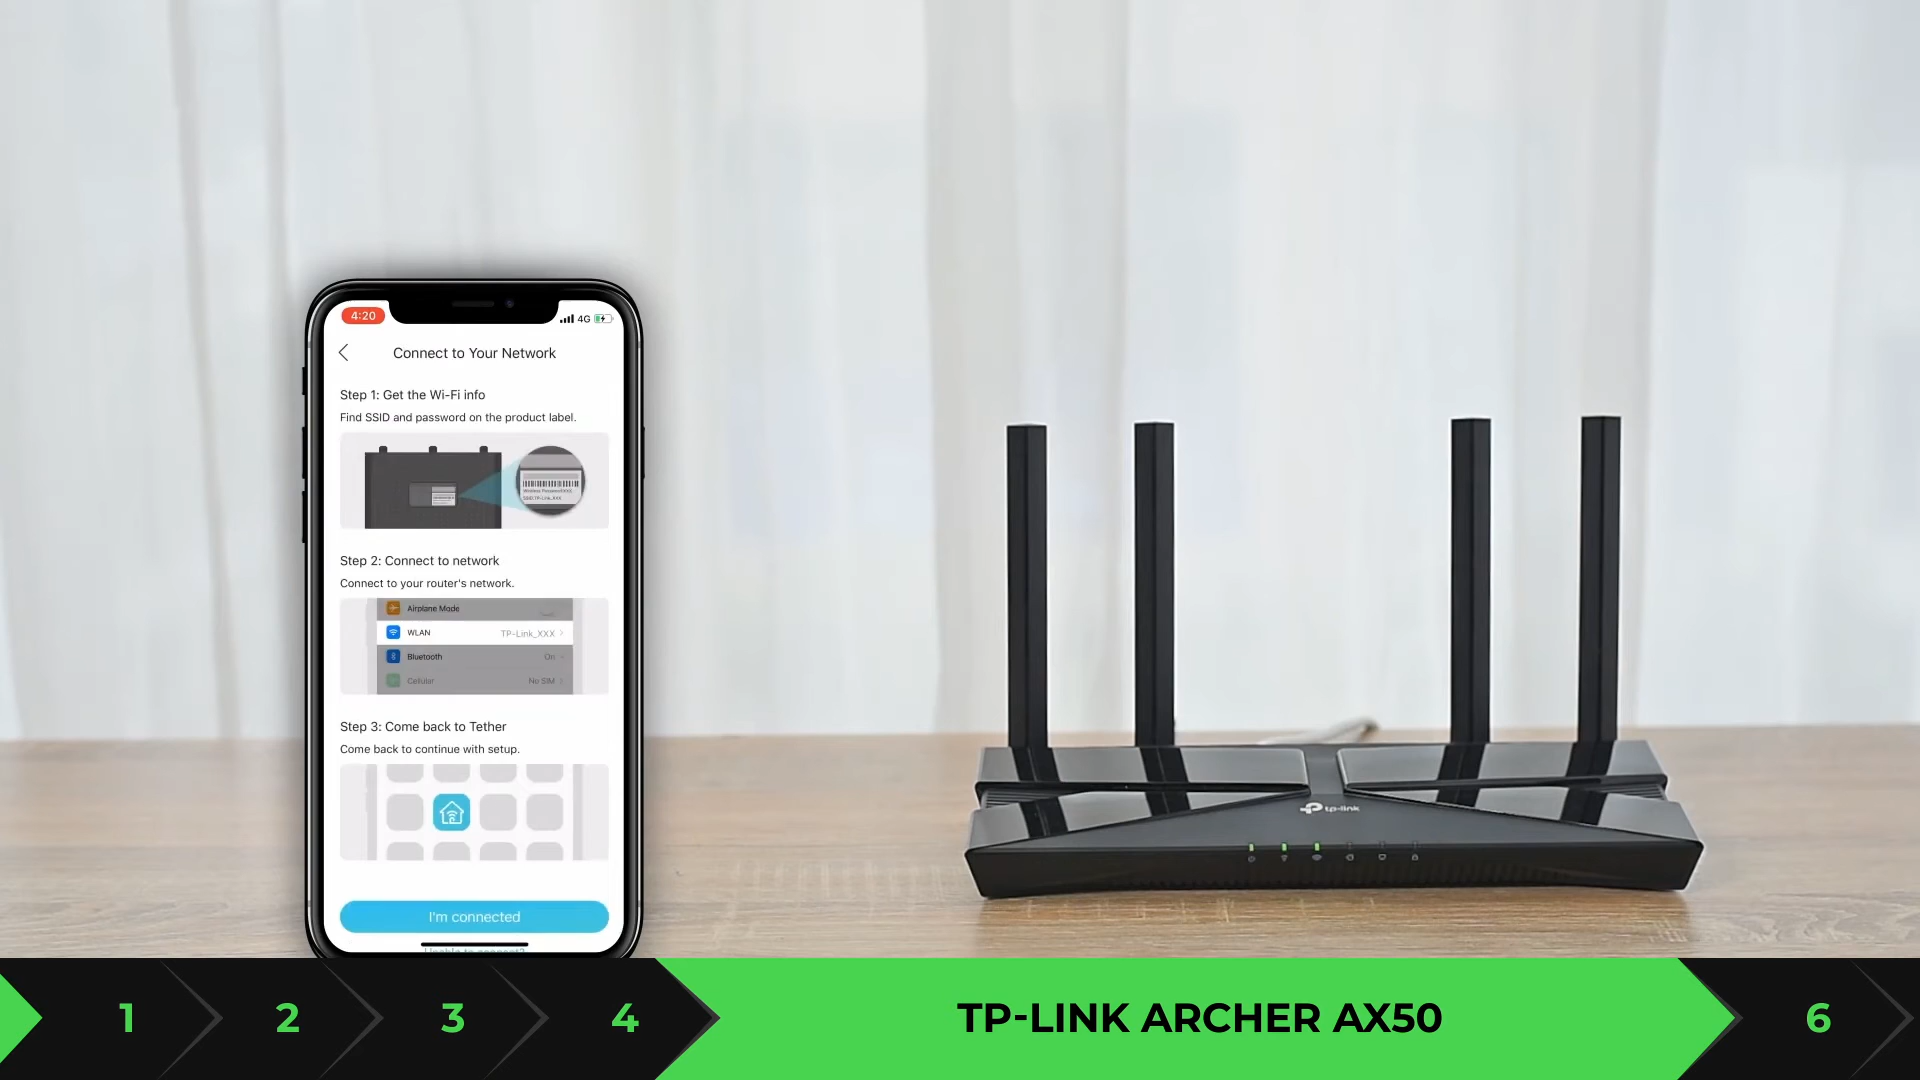 4:20
4G
Connect to Your Network
Step 1: Get the Wi-Fi info
Find SSID and password on the product label.
SSID:TP-Link_XXX
Step 2: Connect to network
Connect to your router's network.
Airplane Mode
WLAN TP-Link_XXX
Bluetooth On
Cellular No SIM
Step 3: Come back to Tether
Come back to continue with setup.
I'm connected
tp-link
1 2 3 4 TP-LINK ARCHER AX50 6